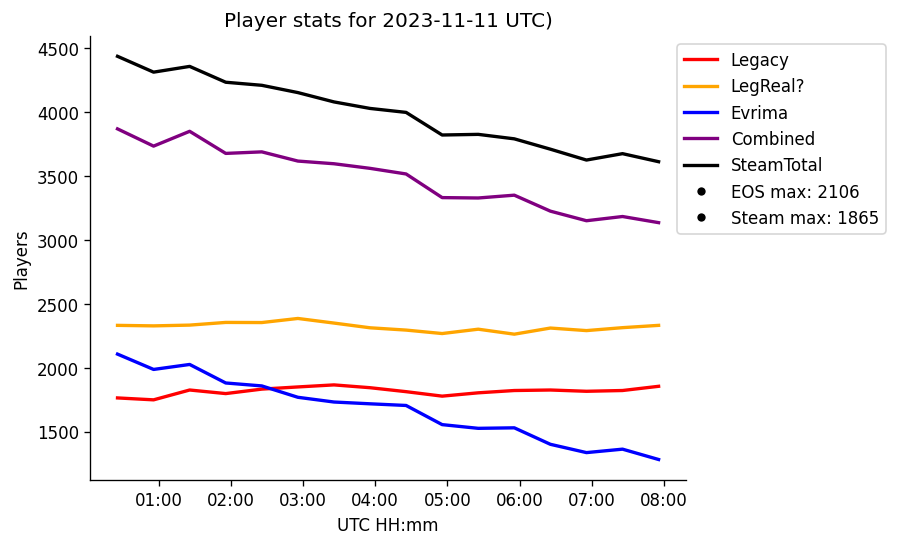 Player stats for 2023-11-11 UTC)
4500
4000
3500
3000
2500
2000
1500
Players
01:00 02:00 03:00 04:00 05:00 06:00 07:00 08:00
UTC HH:mm
Legacy
LegReal?
Evrima
Combined
SteamTotal
EOS max: 2106
Steam max: 1865